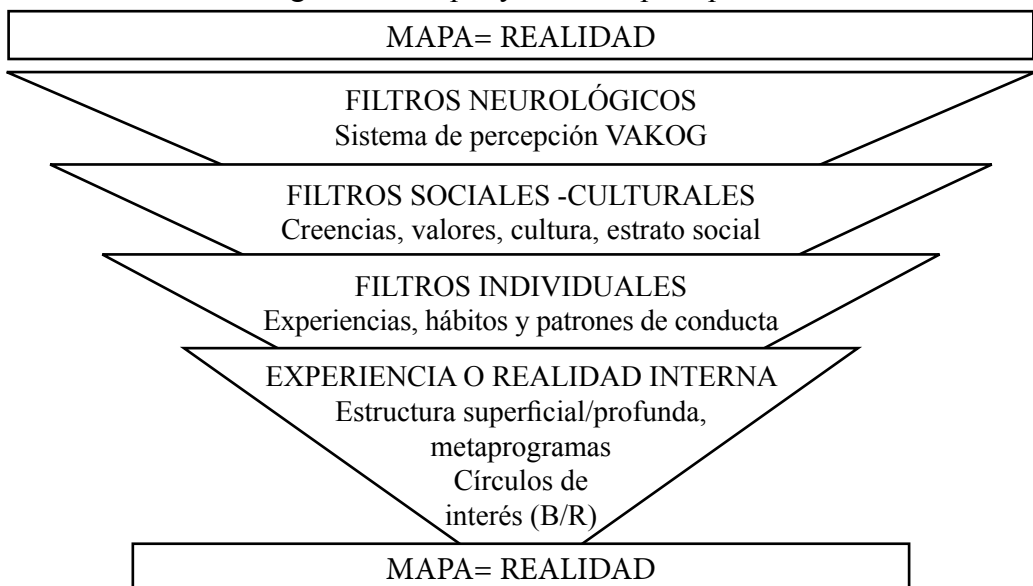 MAPA= REALIDAD
FILTROS NEUROLÓGICOS
Sistema de percepción VAKOG
FILTROS SOCIALES -CULTURALES
Creencias, valores, cultura, estrato social
FILTROS INDIVIDUALES
Experiencias, hábitos y patrones de conducta
EXPERIENCIA O REALIDAD INTERNA
Estructura superficial/profunda,
metaprogramas
Círculos de
interés (B/R)
MAPA= REALIDAD